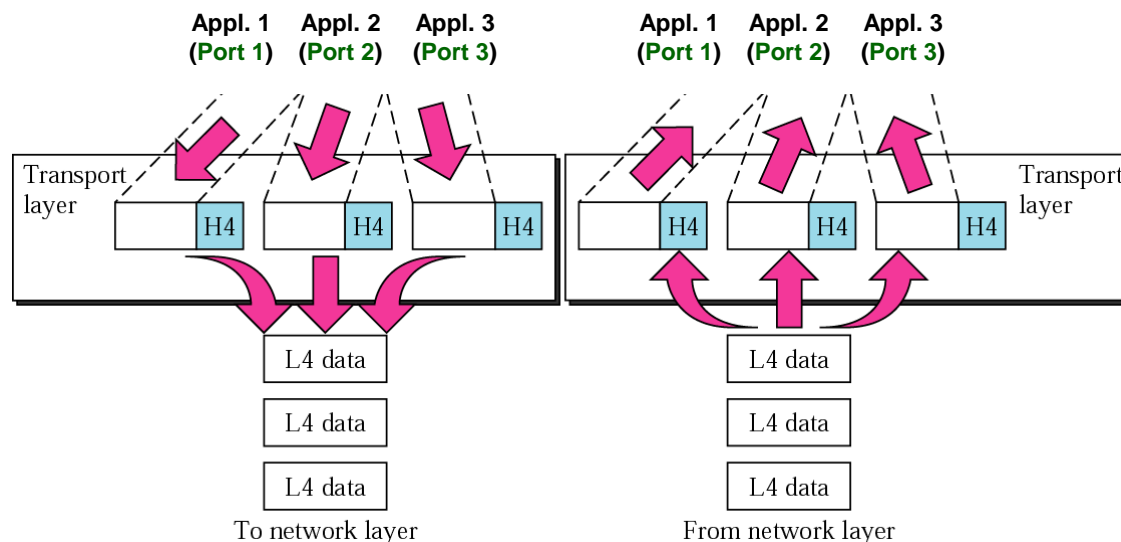 Appl. 1 Appl. 2 Appl. 3
(Port 1) (Port 2) (Port 3)
Transport
layer
H4 H4 H4
L4 data
L4 data
L4 data
To network layer
Appl. 1 Appl. 2 Appl. 3
(Port 1) (Port 2) (Port 3)
Transport
layer
H4 H4 H4
L4 data
L4 data
L4 data
From network layer